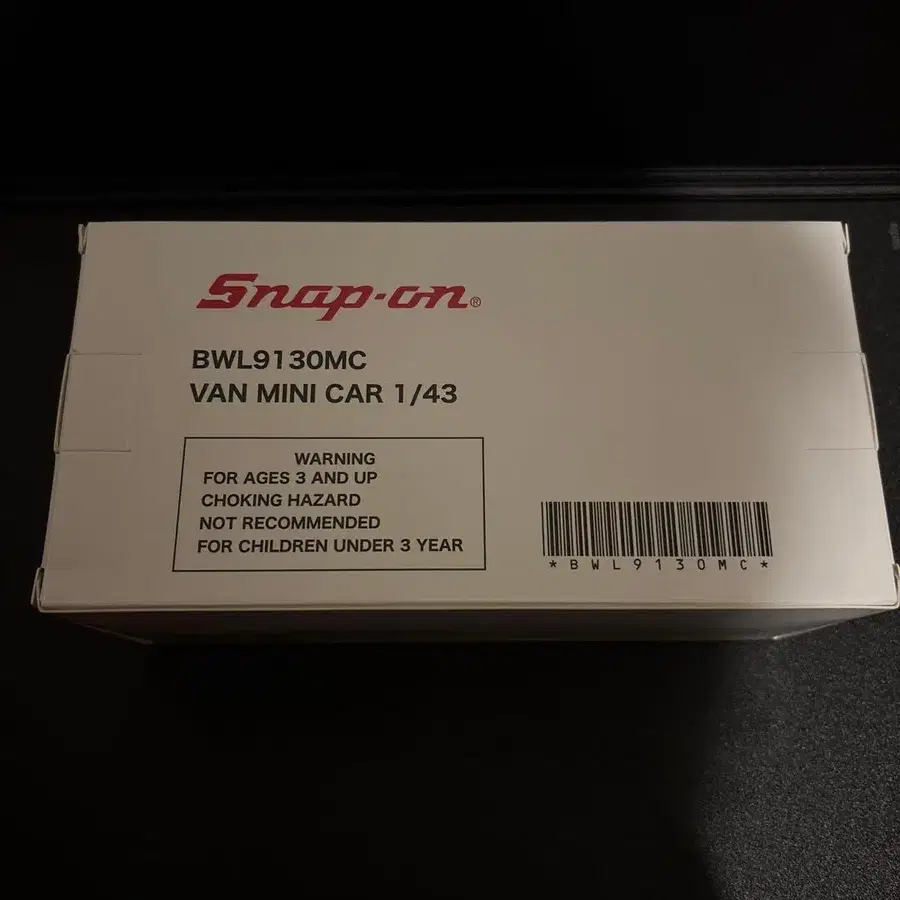 Snap-on®
BWL9130MC
VAN MINI CAR 1/43
WARNING
FOR AGES 3 AND UP
CHOKING HAZARD
NOT RECOMMENDED
FOR CHILDREN UNDER 3 YEAR
*BWL9130MC*